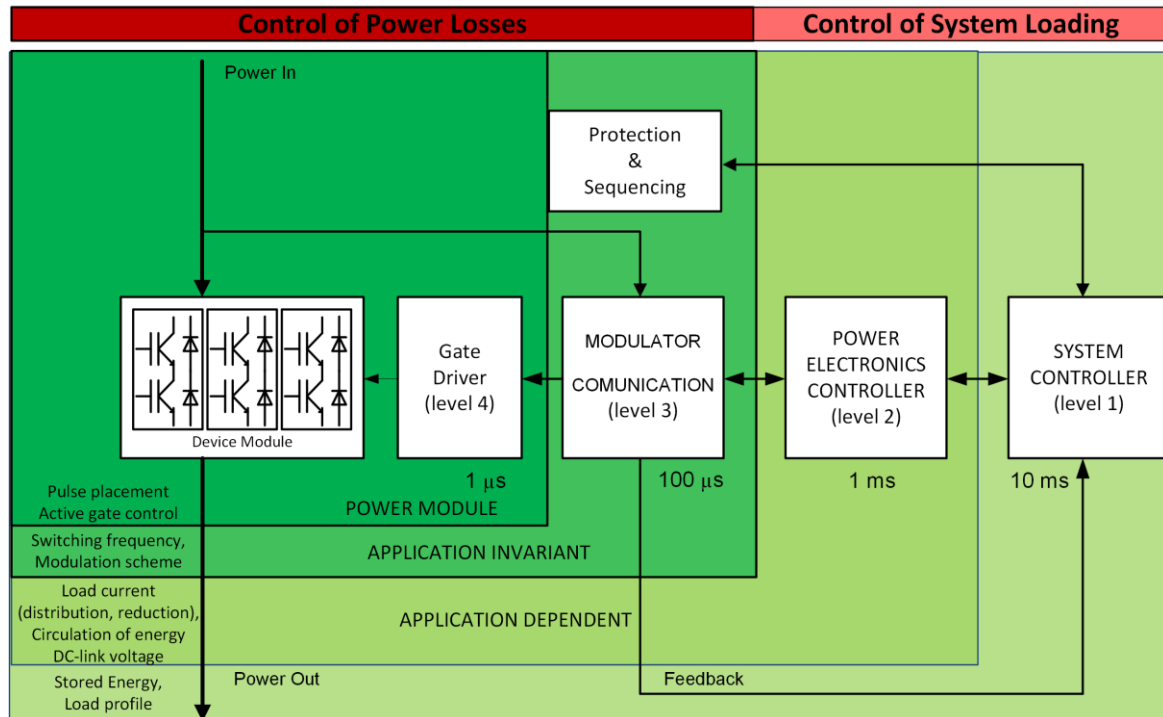 Control of Power Losses
Control of System Loading
Power In
Protection
&
Sequencing
Device Module
Gate
Driver
(level 4)
MODULATOR
COMUNICATION
(level 3)
POWER
ELECTRONICS
CONTROLLER
(level 2)
SYSTEM
CONTROLLER
(level 1)
1 μs
100 μs
1 ms
10 ms
Pulse placement
Active gate control
POWER MODULE
Switching frequency,
Modulation scheme
APPLICATION INVARIANT
Load current
(distribution, reduction),
Circulation of energy
DC-link voltage
APPLICATION DEPENDENT
Stored Energy,
Load profile
Power Out
Feedback